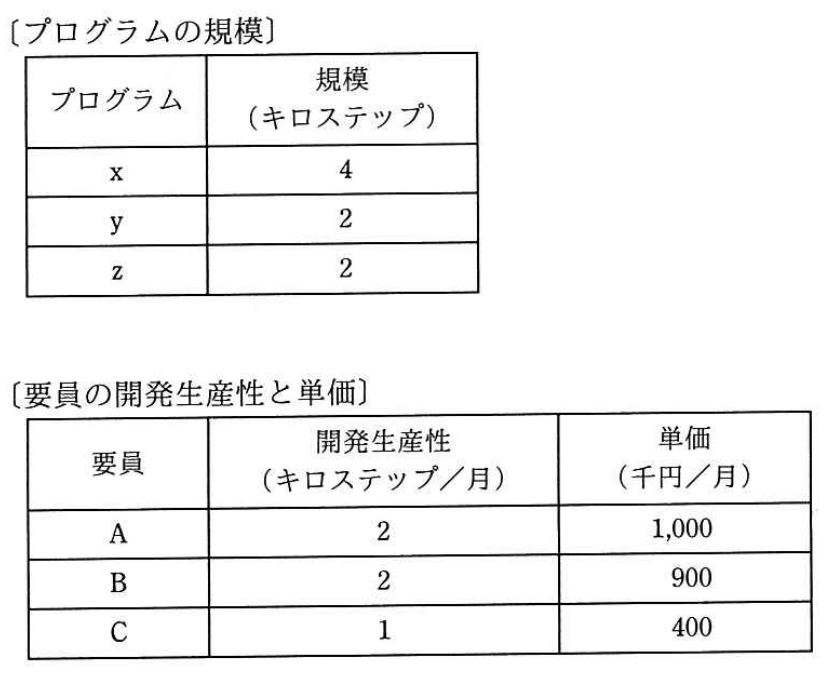 〔プログラムの規模〕
プログラム 規模
(キロステップ)
x 4
y 2
z 2
〔要員の開発生産性と単価〕
要員 開発生産性
(キロステップ/月) 単価
(千円/月)
A 2 1,000
B 2 900
C 1 400